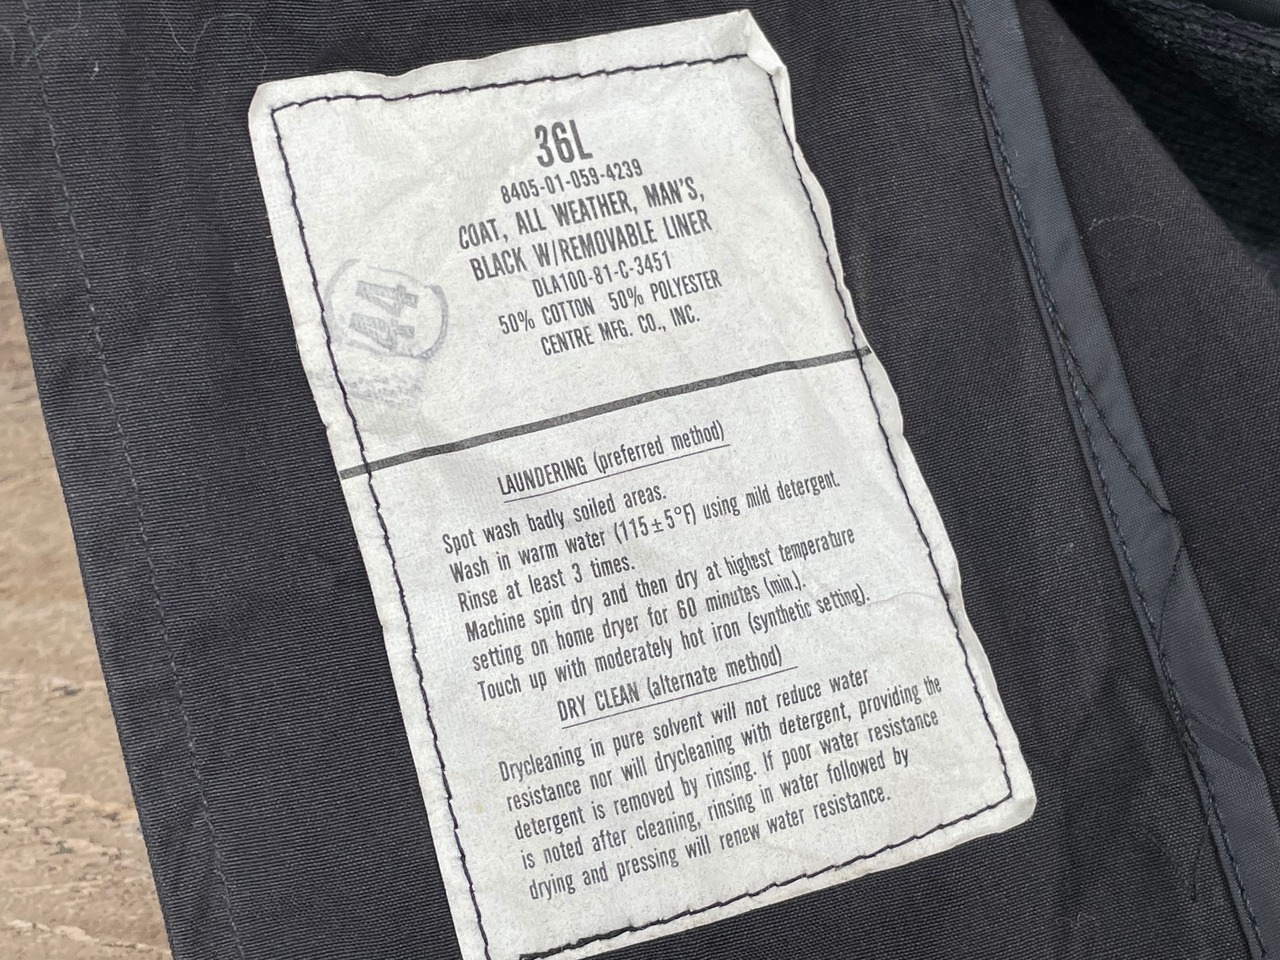 36L
8405-01-059-4239
COAT, ALL WEATHER, MAN'S,
BLACK W/REMOVABLE LINER
DLA100-81-C-3451
50% COTTON 50% POLYESTER
CENTRE MFG. CO., INC.
44
LAUNDERING (preferred method)
Spot wash badly soiled areas.
Wash in warm water (115±5°F) using mild detergent.
Rinse at least 3 times.
Machine spin dry and then dry at highest temperature
setting on home dryer for 60 minutes (min.).
Touch up with moderately hot iron (synthetic setting).
DRY CLEAN (alternate method)
Drycleaning in pure solvent will not reduce water
resistance nor will drycleaning with detergent, providing the
detergent is removed by rinsing. If poor water resistance
is noted after cleaning, rinsing in water followed by
drying and pressing will renew water resistance.